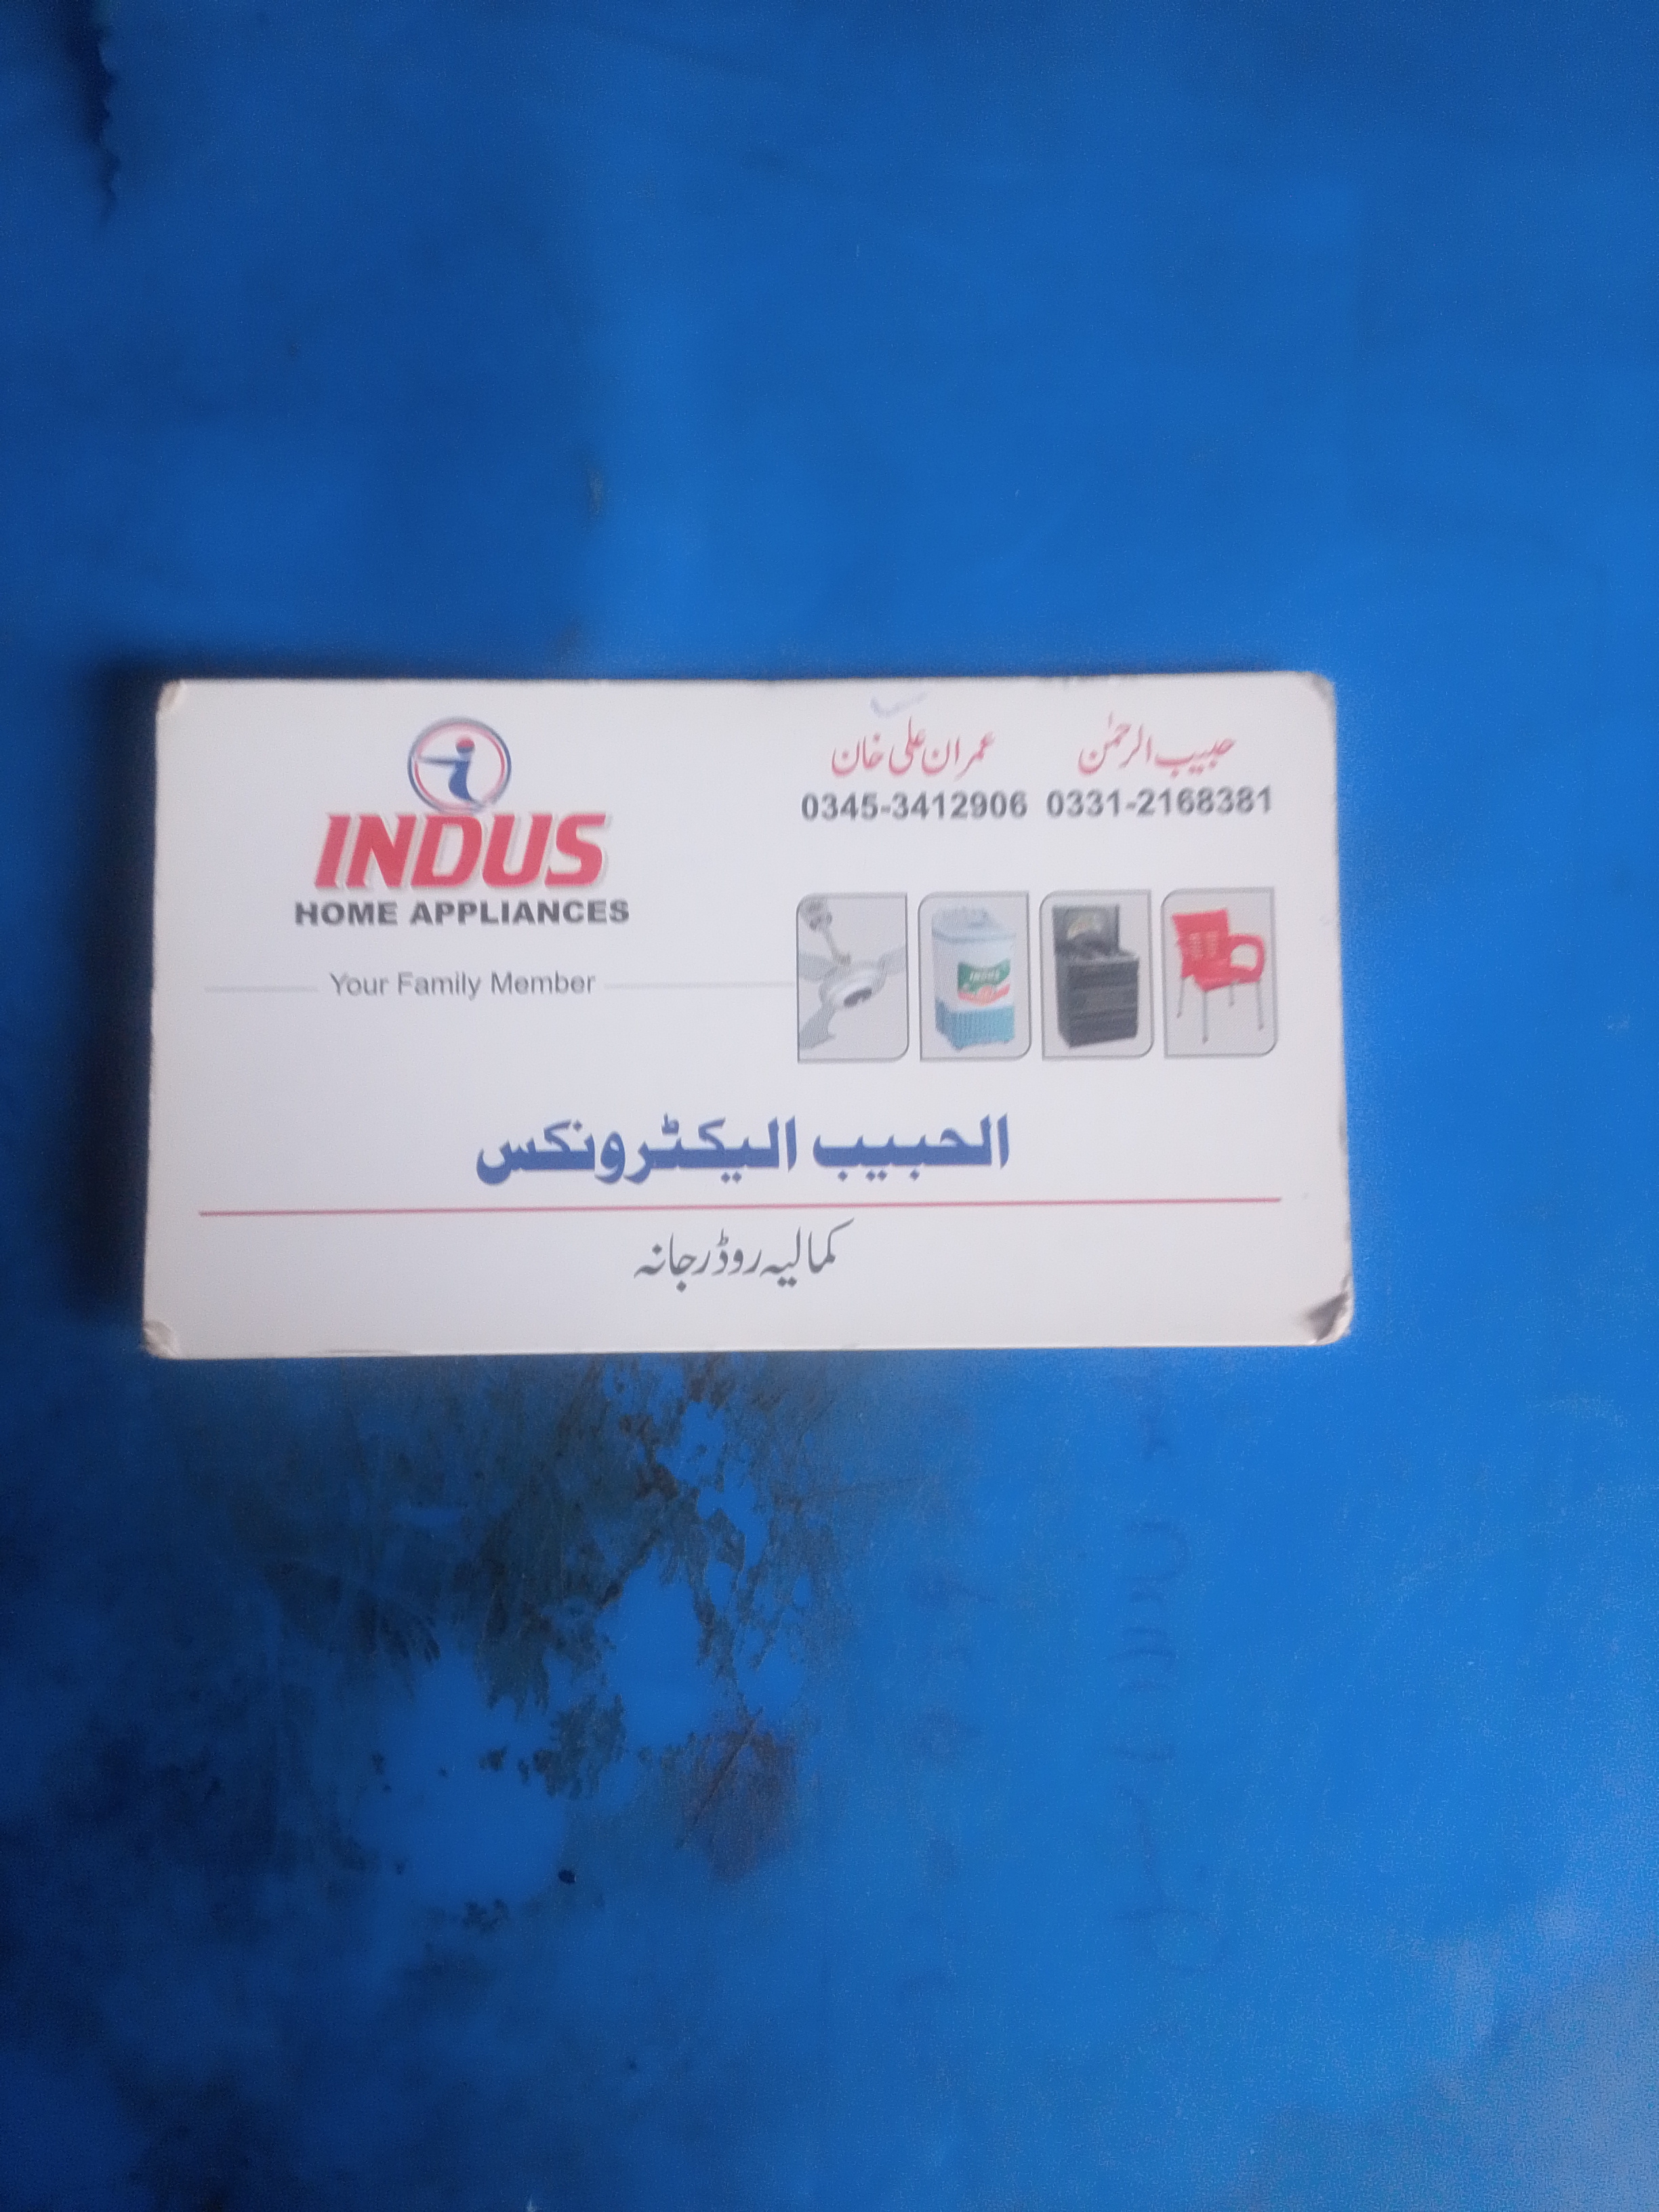 حبیب الرحمٰن عمران علی خان
0345-3412906 0331-2168381
INDUS
HOME APPLIANCES
Your Family Member
INDUS
الحبیب الیکٹرونکس
کمالیہ روڈ رجانہ